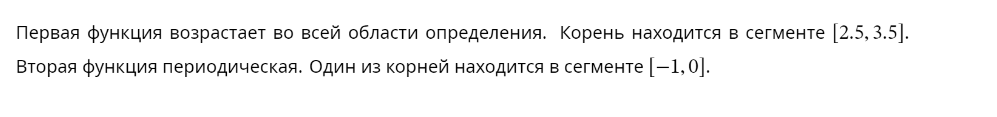 Первая функция возрастает во всей области определения. Корень находится в сегменте [2.5, 3.5].
Вторая функция периодическая. Один из корней находится в сегменте [−1, 0].